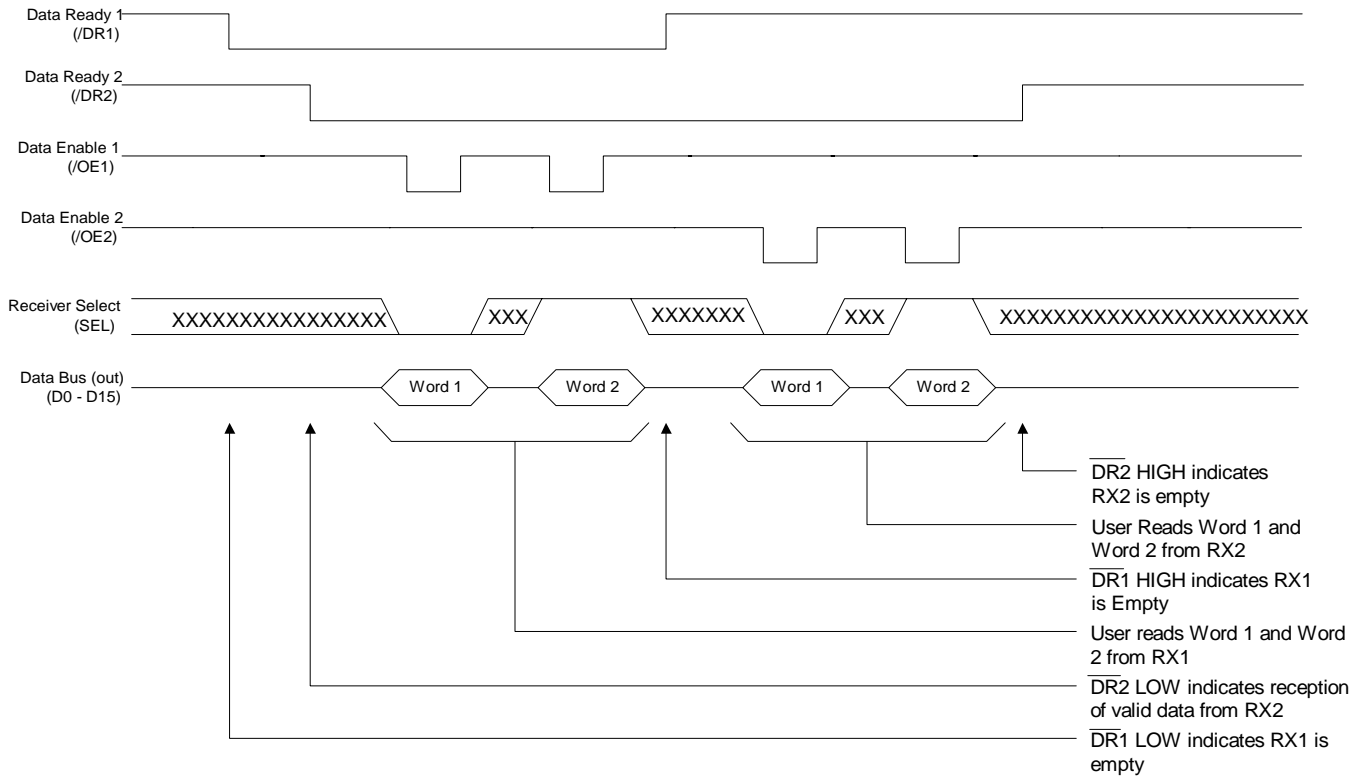 Data Ready 1
(/DR1)
Data Ready 2
(/DR2)
Data Enable 1
(/OE1)
Data Enable 2
(/OE2)
Receiver Select
(SEL)
XXXXXXXXXXXXXXXX
XXX
XXXXXXX
XXX
XXXXXXXXXXXXXXXXXXXXXXX
Data Bus (out)
(D0 - D15)
Word 1
Word 2
Word 1
Word 2
DR2 HIGH indicates
RX2 is empty
User Reads Word 1 and
Word 2 from RX2
DR1 HIGH indicates RX1
is Empty
User reads Word 1 and Word
2 from RX1
DR2 LOW indicates reception
of valid data from RX2
DR1 LOW indicates RX1 is
empty